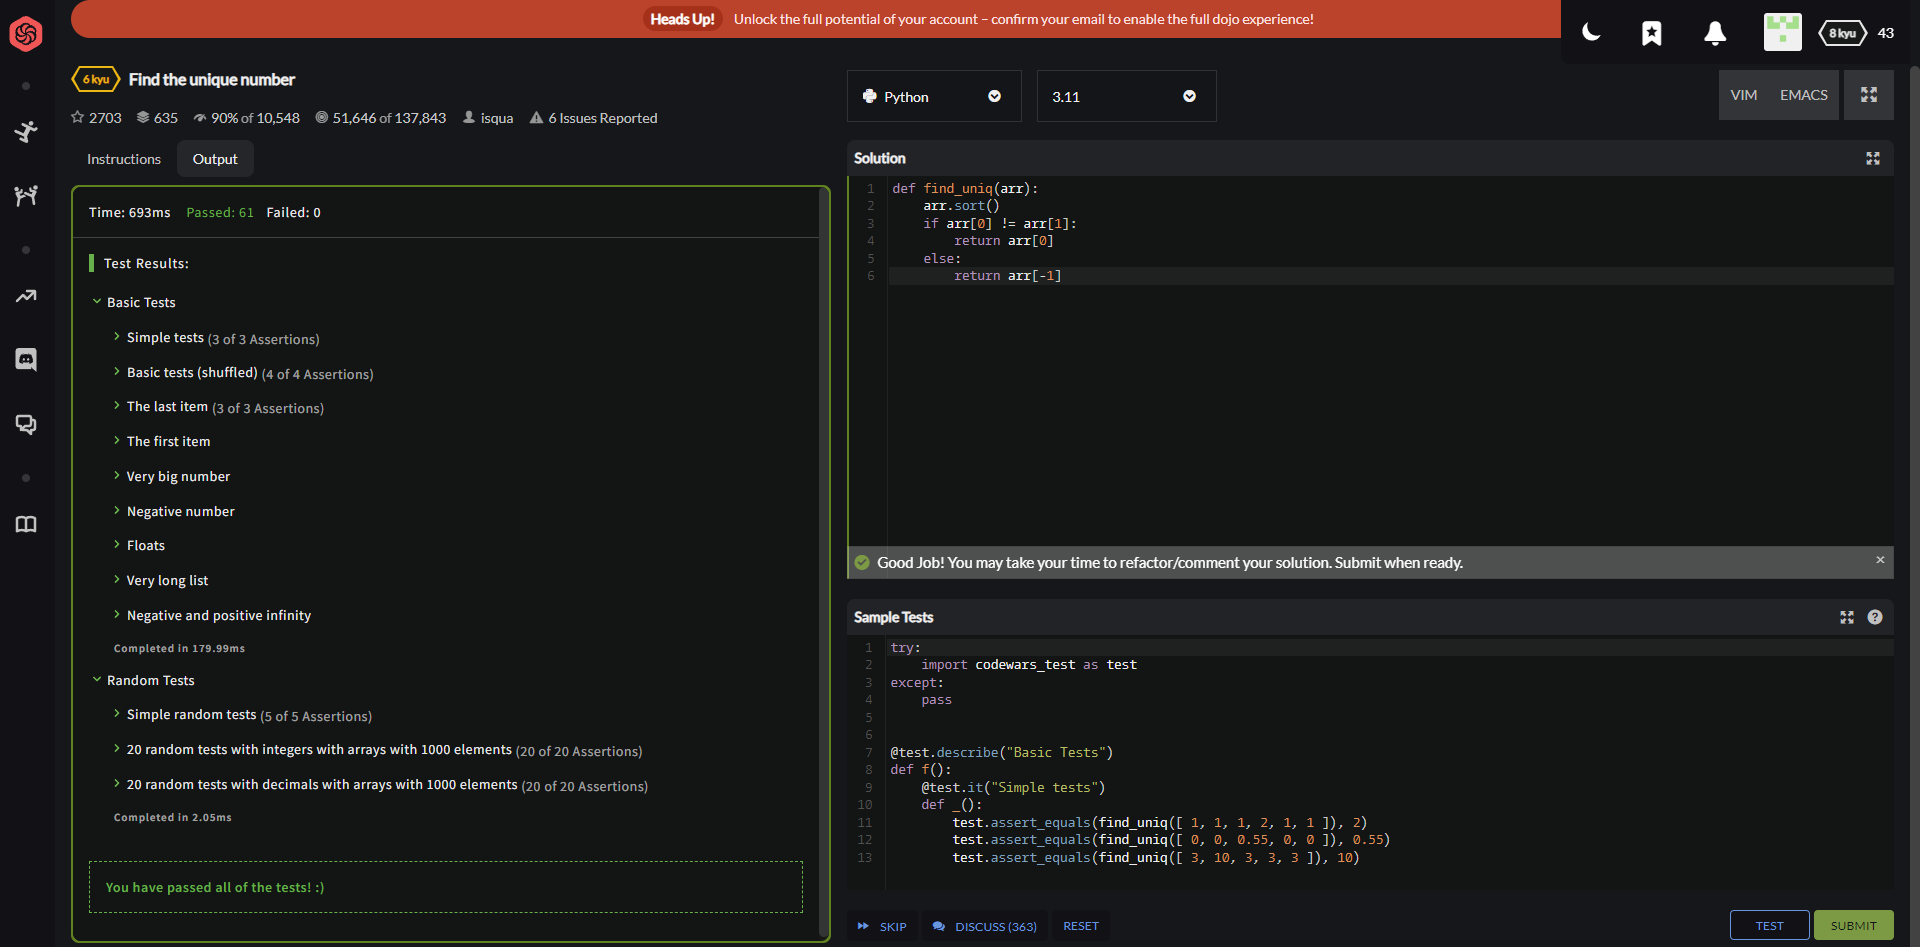 Heads Up! Unlock the full potential of your account – confirm your email to enable the full dojo experience!
8 kyu 43
6 kyu Find the unique number
2703 635 90% of 10,548 51,646 of 137,843 isqua 6 Issues Reported
Instructions Output
Time: 693ms Passed: 61 Failed: 0
Test Results:
Basic Tests
Simple tests (3 of 3 Assertions)
Basic tests (shuffled) (4 of 4 Assertions)
The last item (3 of 3 Assertions)
The first item
Very big number
Negative number
Floats
Very long list
Negative and positive infinity
Completed in 179.99ms
Random Tests
Simple random tests (5 of 5 Assertions)
20 random tests with integers with arrays with 1000 elements (20 of 20 Assertions)
20 random tests with decimals with arrays with 1000 elements (20 of 20 Assertions)
Completed in 2.05ms
You have passed all of the tests! :)
Python
3.11
VIM EMACS
Solution
1 def find_uniq(arr):
2     arr.sort()
3     if arr[0] != arr[1]:
4         return arr[0]
5     else:
6         return arr[-1]
Good Job! You may take your time to refactor/comment your solution. Submit when ready. ×
Sample Tests ?
1 try:
2     import codewars_test as test
3 except:
4     pass
5
6
7 @test.describe("Basic Tests")
8 def f():
9     @test.it("Simple tests")
10     def _():
11         test.assert_equals(find_uniq([ 1, 1, 1, 2, 1, 1 ]), 2)
12         test.assert_equals(find_uniq([ 0, 0, 0.55, 0, 0 ]), 0.55)
13         test.assert_equals(find_uniq([ 3, 10, 3, 3, 3 ]), 10)
SKIP DISCUSS (363) RESET TEST SUBMIT